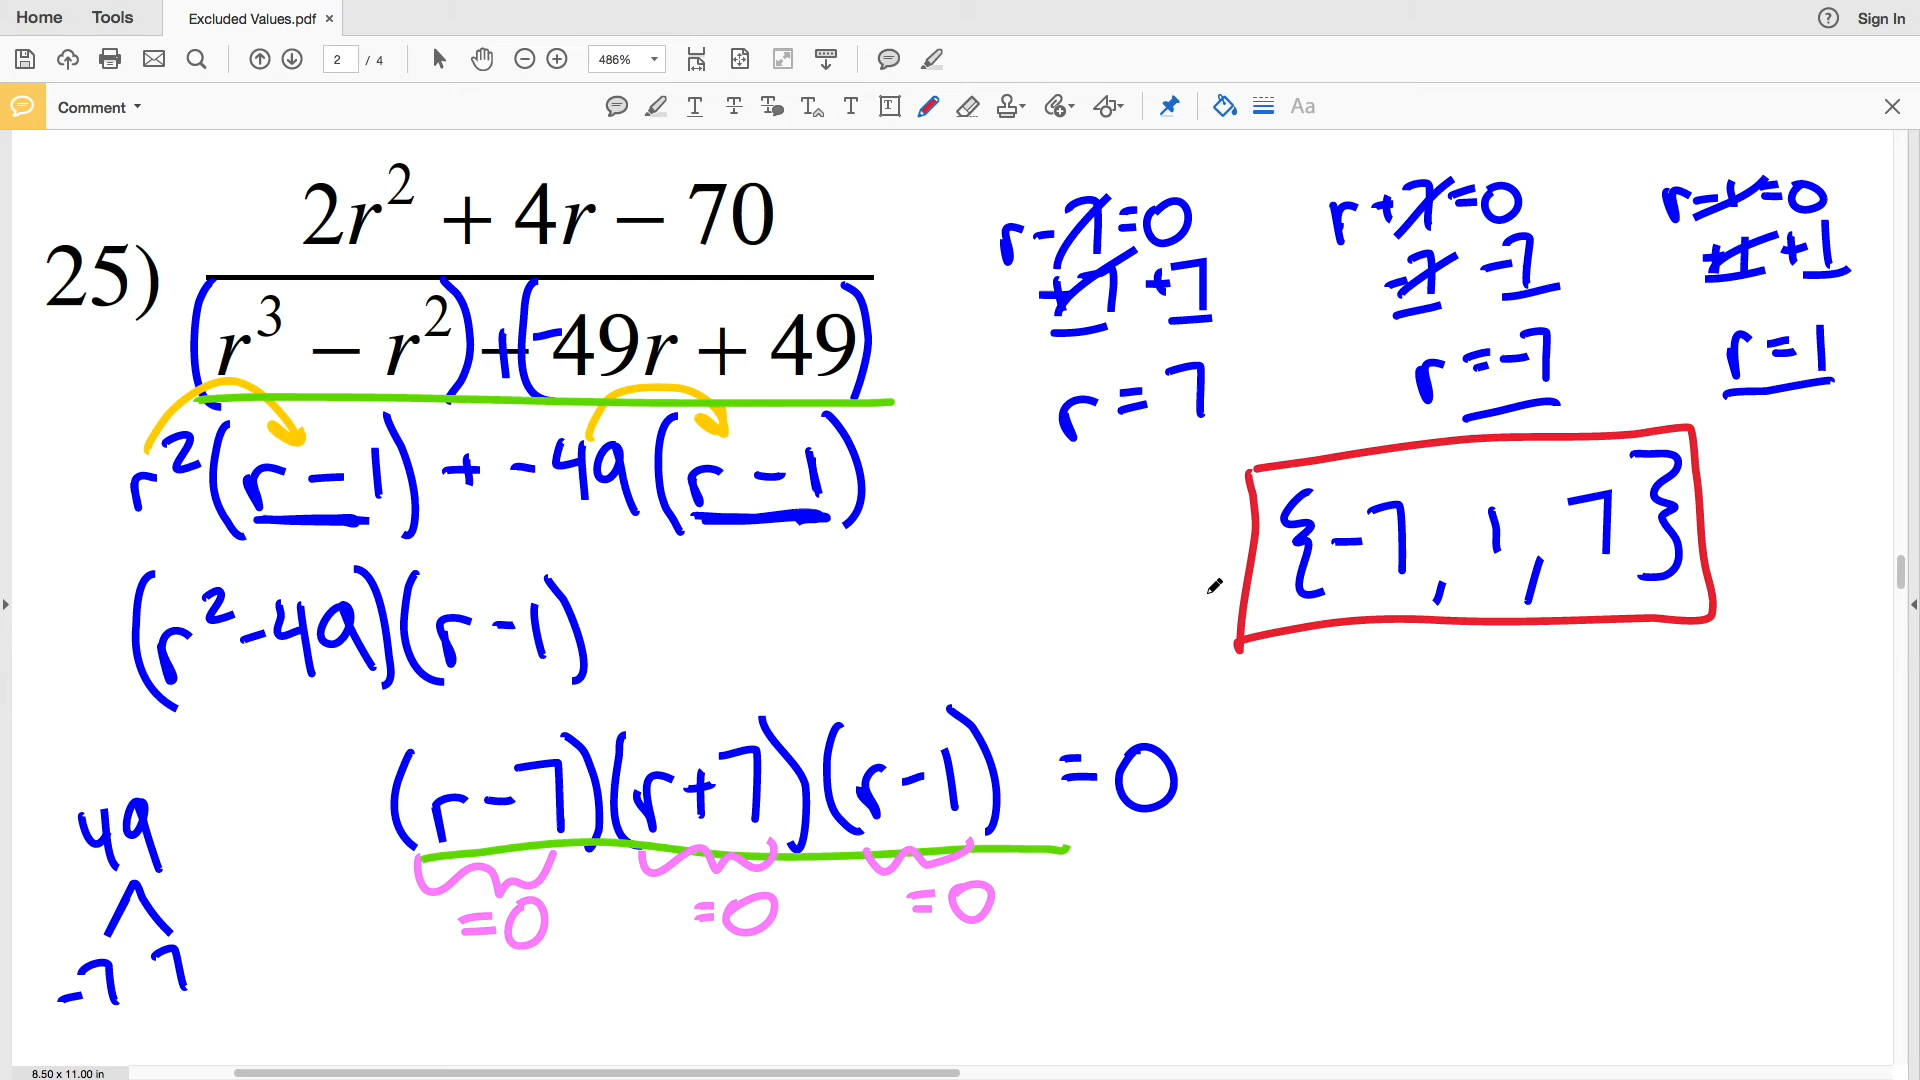 Home Tools Excluded Values.pdf × ? Sign In
2 / 4 486%
Comment Aa
25) 2r² + 4r − 70
(r³ − r²) + (−49r + 49)
r²(r − 1) + −49(r − 1)
(r² − 49)(r − 1)
(r − 7)(r + 7)(r − 1) = 0
= 0 = 0 = 0
49
−7 7
r − 7 = 0
+7 +7
r = 7
r + 7 = 0
−7 −7
r = −7
r − 1 = 0
+1 +1
r = 1
{−7, 1, 7}
8.50 x 11.00 in